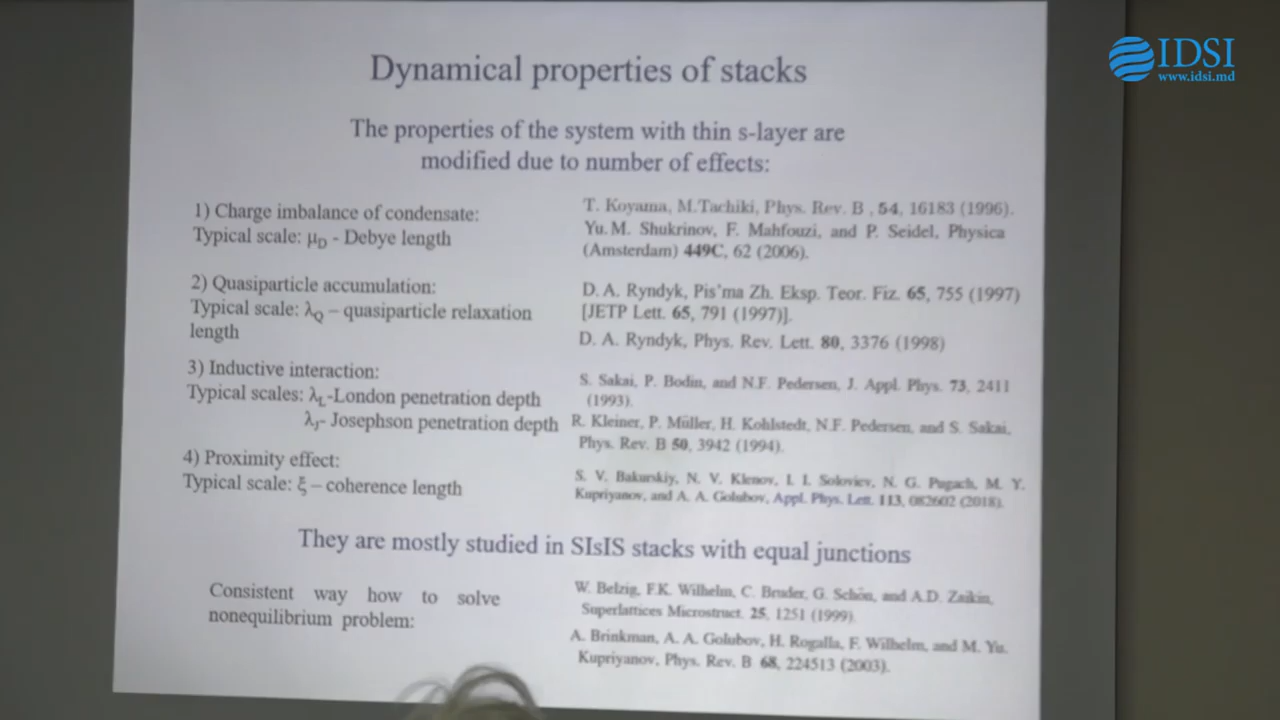 IDSI
www.idsi.md
Dynamical properties of stacks
The properties of the system with thin s-layer are
modified due to number of effects:
1) Charge imbalance of condensate:
Typical scale: μD - Debye length
T. Koyama, M.Tachiki, Phys. Rev. B , 54, 16183 (1996).
Yu. M. Shukrinov, F. Mahfouzi, and P. Seidel, Physica
(Amsterdam) 449C, 62 (2006).
2) Quasiparticle accumulation:
Typical scale: λQ – quasiparticle relaxation
length
D. A. Ryndyk, Pis'ma Zh. Eksp. Teor. Fiz. 65, 755 (1997)
[JETP Lett. 65, 791 (1997)].
D. A. Ryndyk, Phys. Rev. Lett. 80, 3376 (1998)
3) Inductive interaction:
Typical scales: λL-London penetration depth
λJ- Josephson penetration depth
S. Sakai, P. Bodin, and N.F. Pedersen, J. Appl. Phys. 73, 2411
(1993).
R. Kleiner, P. Müller, H. Kohlstedt, N.F. Pedersen, and S. Sakai,
Phys. Rev. B 50, 3942 (1994).
4) Proximity effect:
Typical scale: ξ – coherence length
S. V. Bakurskiy, N. V. Klenov, I. I. Soloviev, N. G. Pugach, M. Y.
Kupriyanov, and A. A. Golubov, Appl. Phys. Lett. 113, 082602 (2018).
They are mostly studied in SIsIS stacks with equal junctions
Consistent way how to solve
nonequilibrium problem:
W. Belzig, F.K. Wilhelm, C. Bruder, G. Schön, and A.D. Zaikin,
Superlattices Microstruct. 25, 1251 (1999).
A. Brinkman, A. A. Golubov, H. Rogalla, F. Wilhelm, and M. Yu.
Kupriyanov, Phys. Rev. B 68, 224513 (2003).